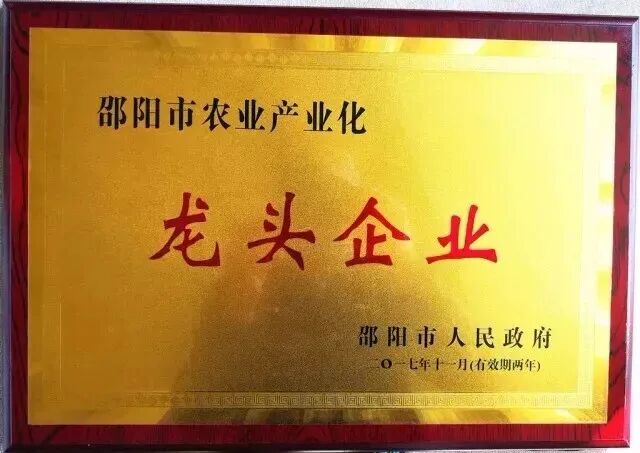 邵阳市农业产业化
龙头企业
邵阳市人民政府
二〇一七年十一月(有效期两年)